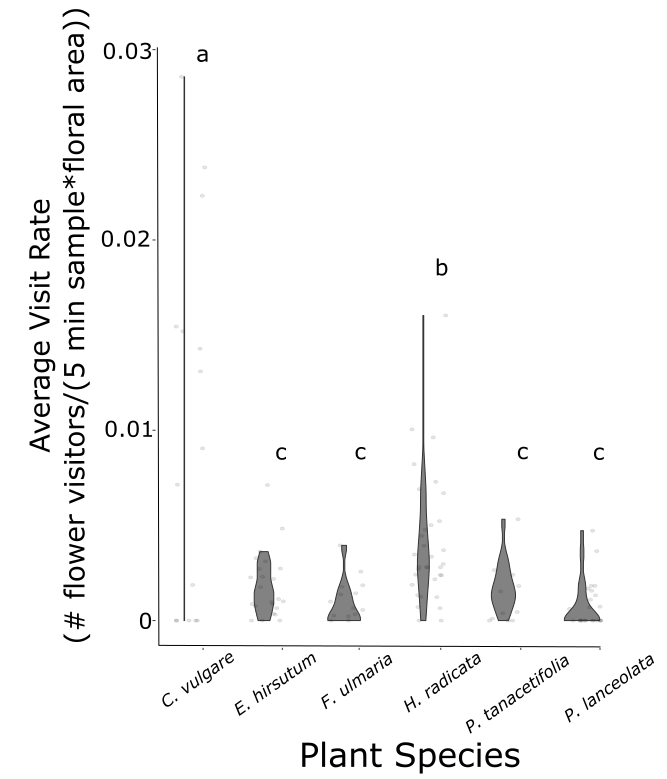 Average Visit Rate
(# flower visitors/(5 min sample*floral area))
0.03
0.02
0.01
0
a
b
c
c
c
c
C. vulgare
E. hirsutum
F. ulmaria
H. radicata
P. tanacetifolia
P. lanceolata
Plant Species